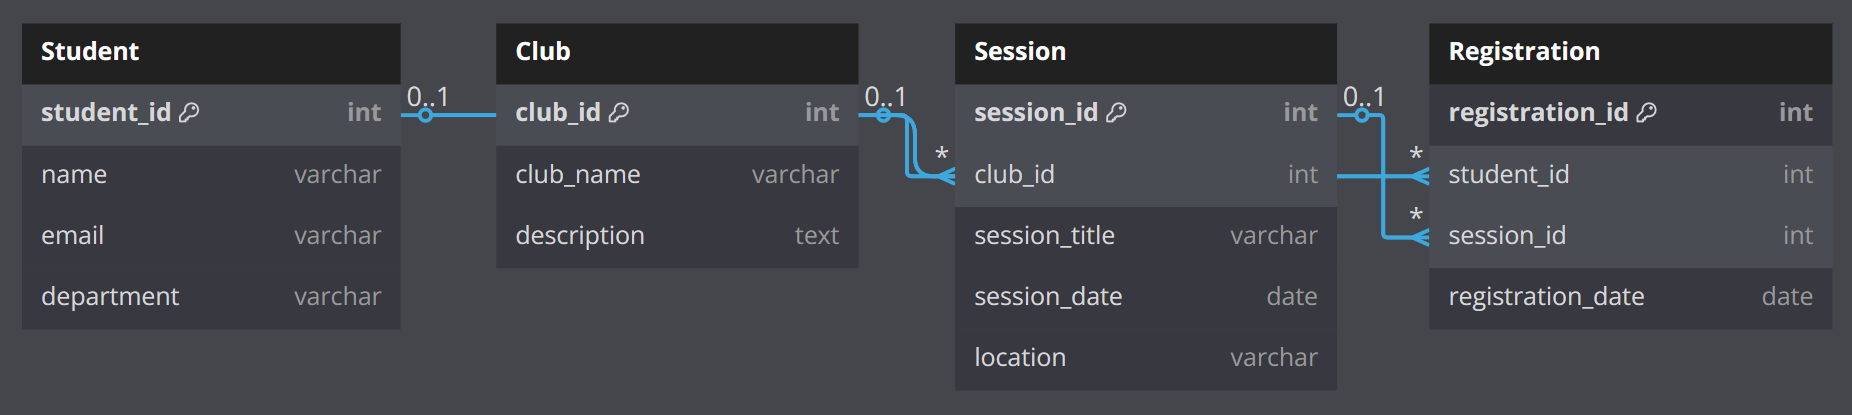 Student
student_id int
name varchar
email varchar
department varchar
0..1
Club
club_id int
club_name varchar
description text
0..1
*
Session
session_id int
club_id int
session_title varchar
session_date date
location varchar
0..1
*
*
Registration
registration_id int
student_id int
session_id int
registration_date date